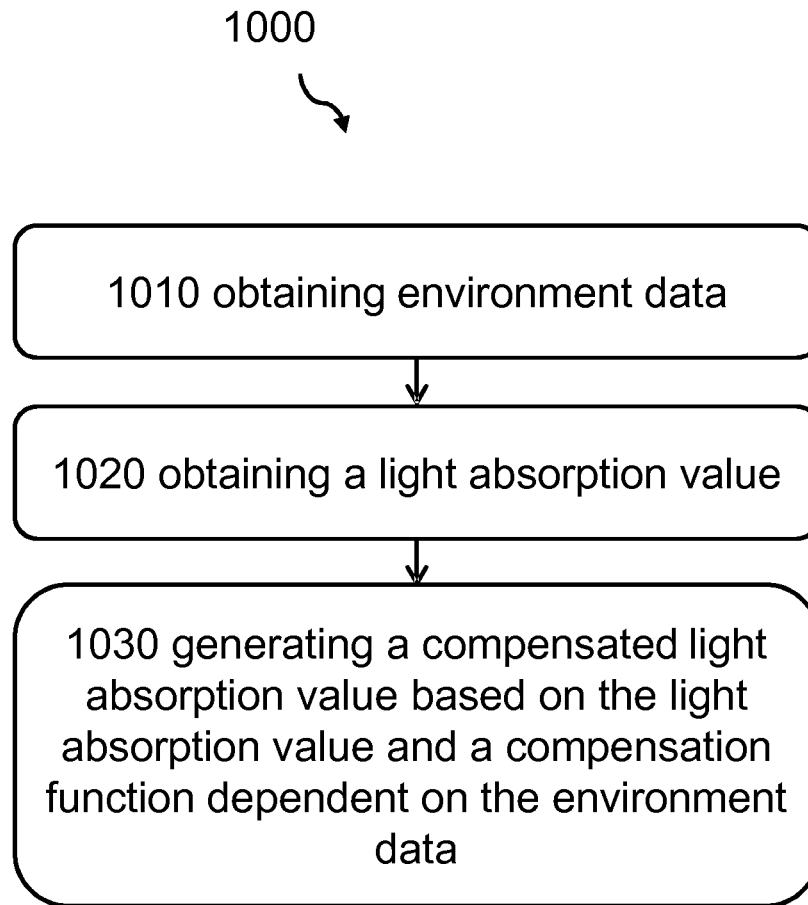 1000
1010 obtaining environment data
1020 obtaining a light absorption value
1030 generating a compensated light
absorption value based on the light
absorption value and a compensation
function dependent on the environment
data